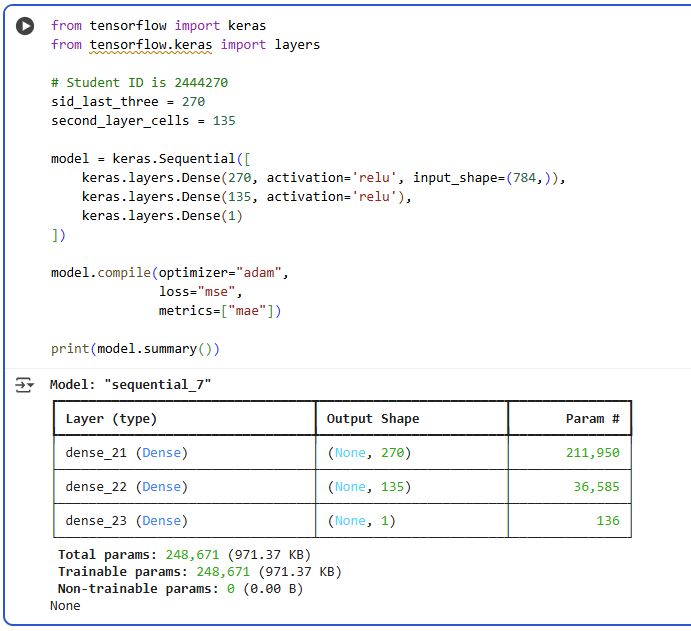 from tensorflow import keras
from tensorflow.keras import layers
# Student ID is 2444270
sid_last_three = 270
second_layer_cells = 135
model = keras.Sequential([
    keras.layers.Dense(270, activation='relu', input_shape=(784,)),
    keras.layers.Dense(135, activation='relu'),
    keras.layers.Dense(1)
])
model.compile(optimizer="adam",
              loss="mse",
              metrics=["mae"])
print(model.summary())
Model: "sequential_7"
Layer (type) Output Shape Param #
dense_21 (Dense) (None, 270) 211,950
dense_22 (Dense) (None, 135) 36,585
dense_23 (Dense) (None, 1) 136
Total params: 248,671 (971.37 KB)
Trainable params: 248,671 (971.37 KB)
Non-trainable params: 0 (0.00 B)
None